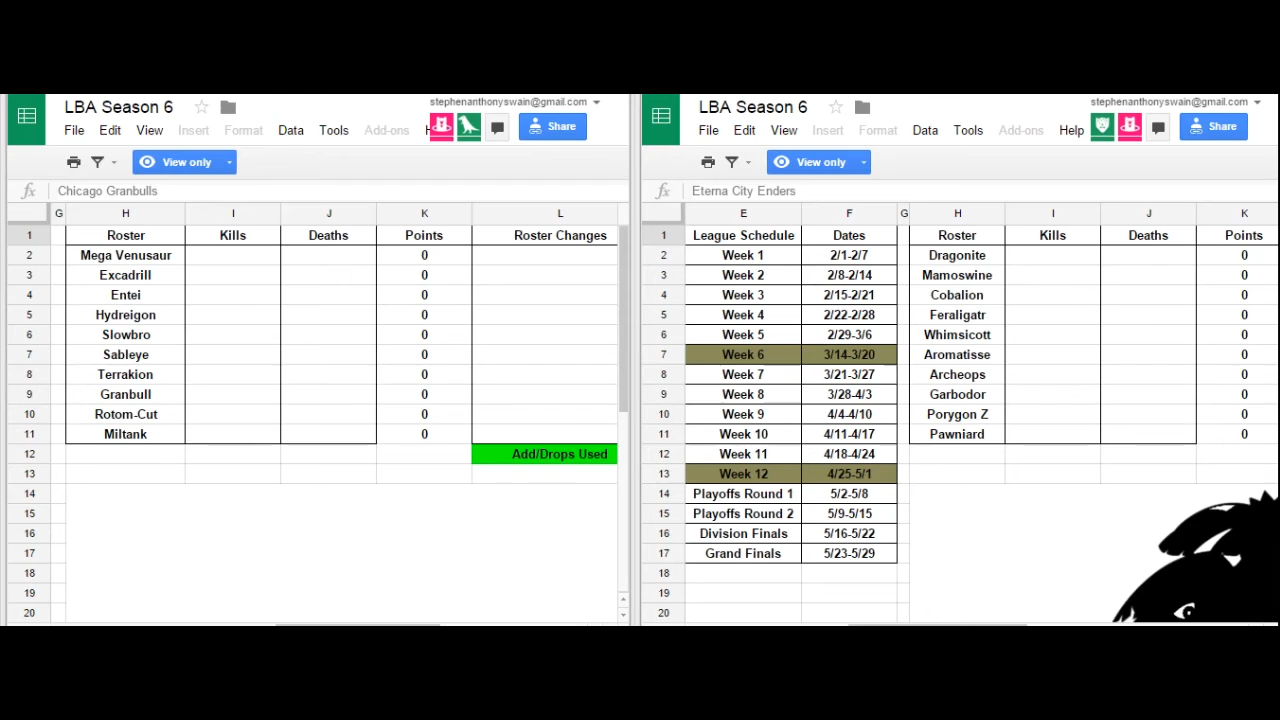 LBA Season 6
stephenanthonyswain@gmail.com
File Edit View Insert Format Data Tools Add-ons H
Share
View only
fx Chicago Granbulls
G H I J K L
1 Roster Kills Deaths Points Roster Changes
2 Mega Venusaur 0
3 Excadrill 0
4 Entei 0
5 Hydreigon 0
6 Slowbro 0
7 Sableye 0
8 Terrakion 0
9 Granbull 0
10 Rotom-Cut 0
11 Miltank 0
12 Add/Drops Used
13
14
15
16
17
18
19
20
LBA Season 6
stephenanthonyswain@gmail.com
File Edit View Insert Format Data Tools Add-ons Help
Share
View only
fx Eterna City Enders
E F G H I J K
1 League Schedule Dates Roster Kills Deaths Points
2 Week 1 2/1-2/7 Dragonite 0
3 Week 2 2/8-2/14 Mamoswine 0
4 Week 3 2/15-2/21 Cobalion 0
5 Week 4 2/22-2/28 Feraligatr 0
6 Week 5 2/29-3/6 Whimsicott 0
7 Week 6 3/14-3/20 Aromatisse 0
8 Week 7 3/21-3/27 Archeops 0
9 Week 8 3/28-4/3 Garbodor 0
10 Week 9 4/4-4/10 Porygon Z 0
11 Week 10 4/11-4/17 Pawniard 0
12 Week 11 4/18-4/24
13 Week 12 4/25-5/1
14 Playoffs Round 1 5/2-5/8
15 Playoffs Round 2 5/9-5/15
16 Division Finals 5/16-5/22
17 Grand Finals 5/23-5/29
18
19
20